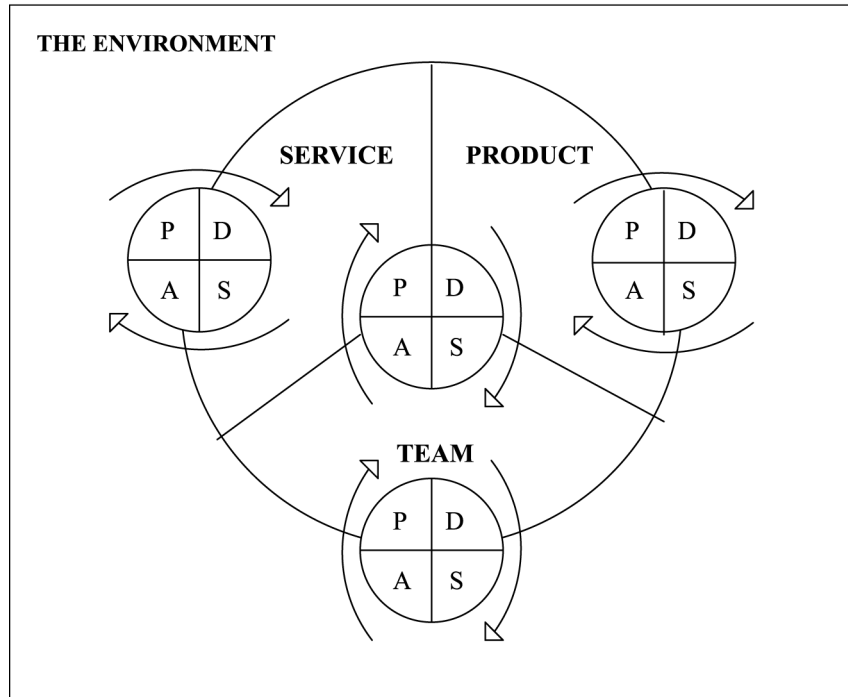 THE ENVIRONMENT
SERVICE PRODUCT
P D
A S
P D
A S
P D
A S
TEAM
P D
A S